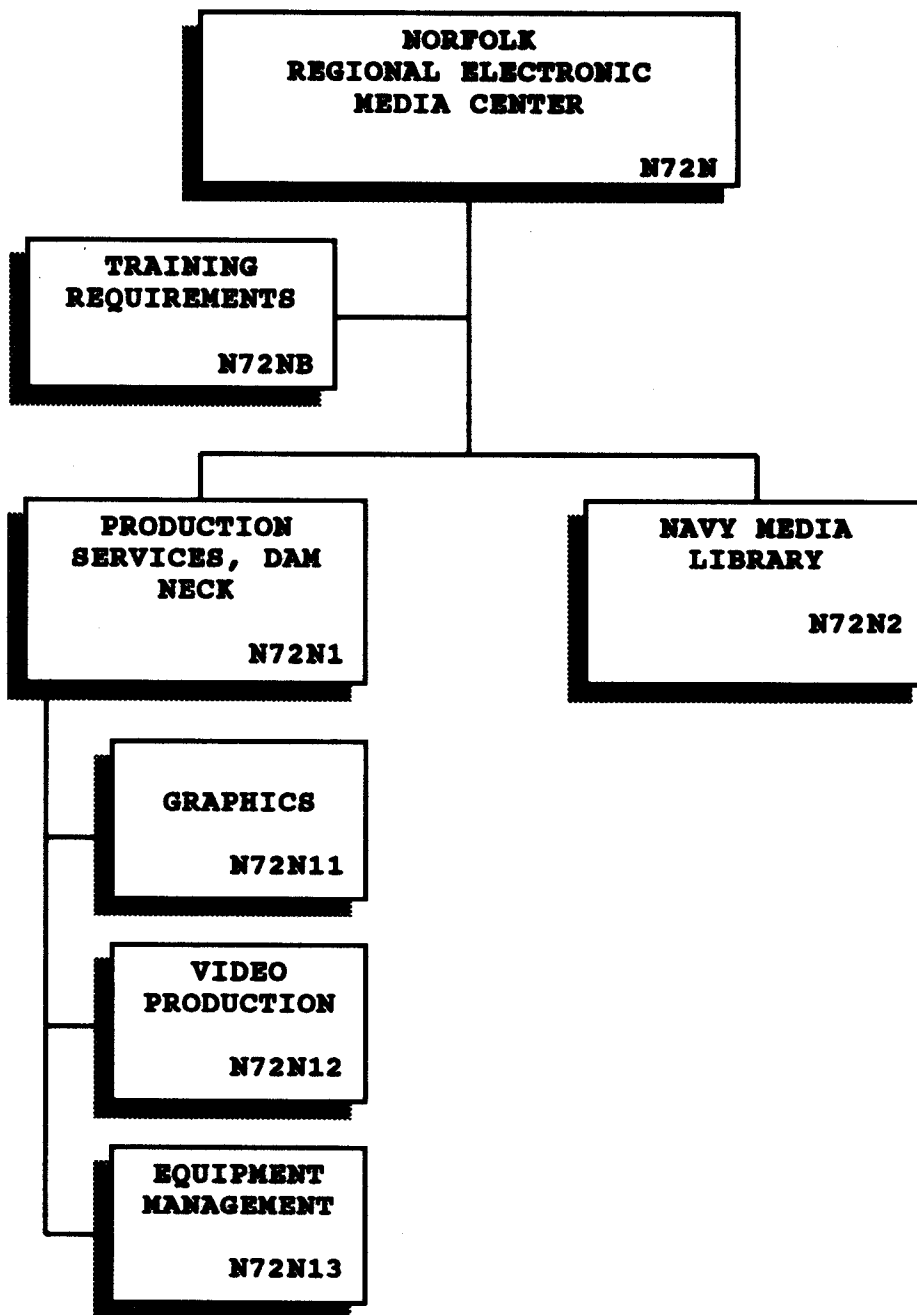 NORFOLK
REGIONAL ELECTRONIC
MEDIA CENTER
N72N
TRAINING
REQUIREMENTS
N72NB
PRODUCTION
SERVICES, DAM
NECK
N72N1
NAVY MEDIA
LIBRARY
N72N2
GRAPHICS
N72N11
VIDEO
PRODUCTION
N72N12
EQUIPMENT
MANAGEMENT
N72N13